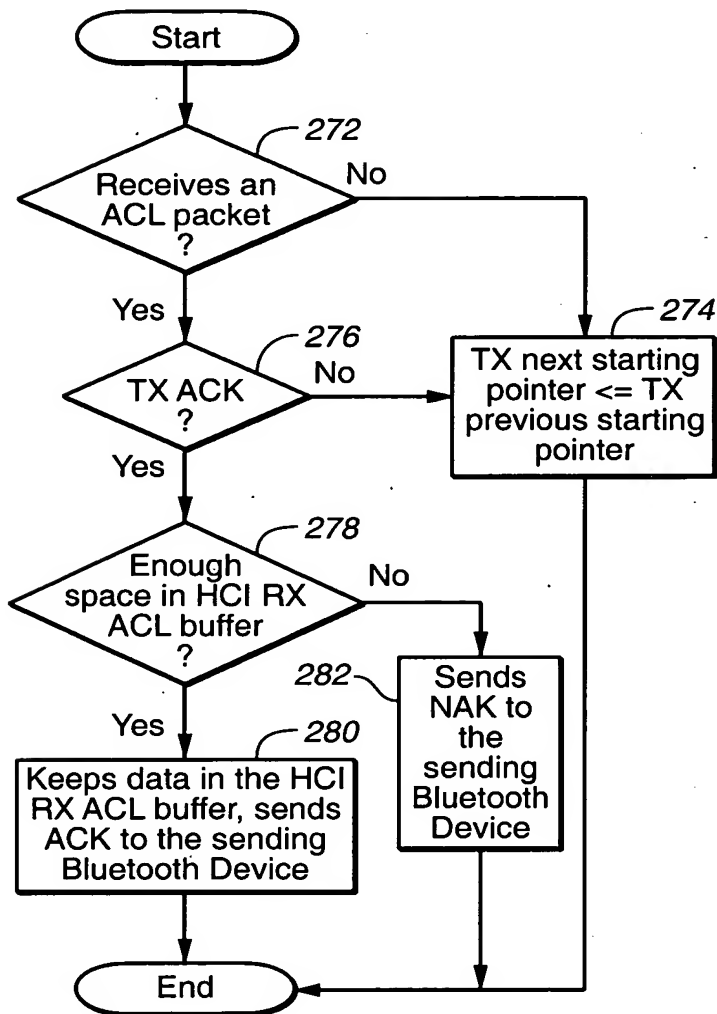 Start
272
Receives an
ACL packet
?
No
Yes
276
TX ACK
?
No
274
TX next starting
pointer <= TX
previous starting
pointer
Yes
278
Enough
space in HCI RX
ACL buffer
?
No
282
Sends
NAK to
the
sending
Bluetooth
Device
Yes
280
Keeps data in the HCI
RX ACL buffer, sends
ACK to the sending
Bluetooth Device
End